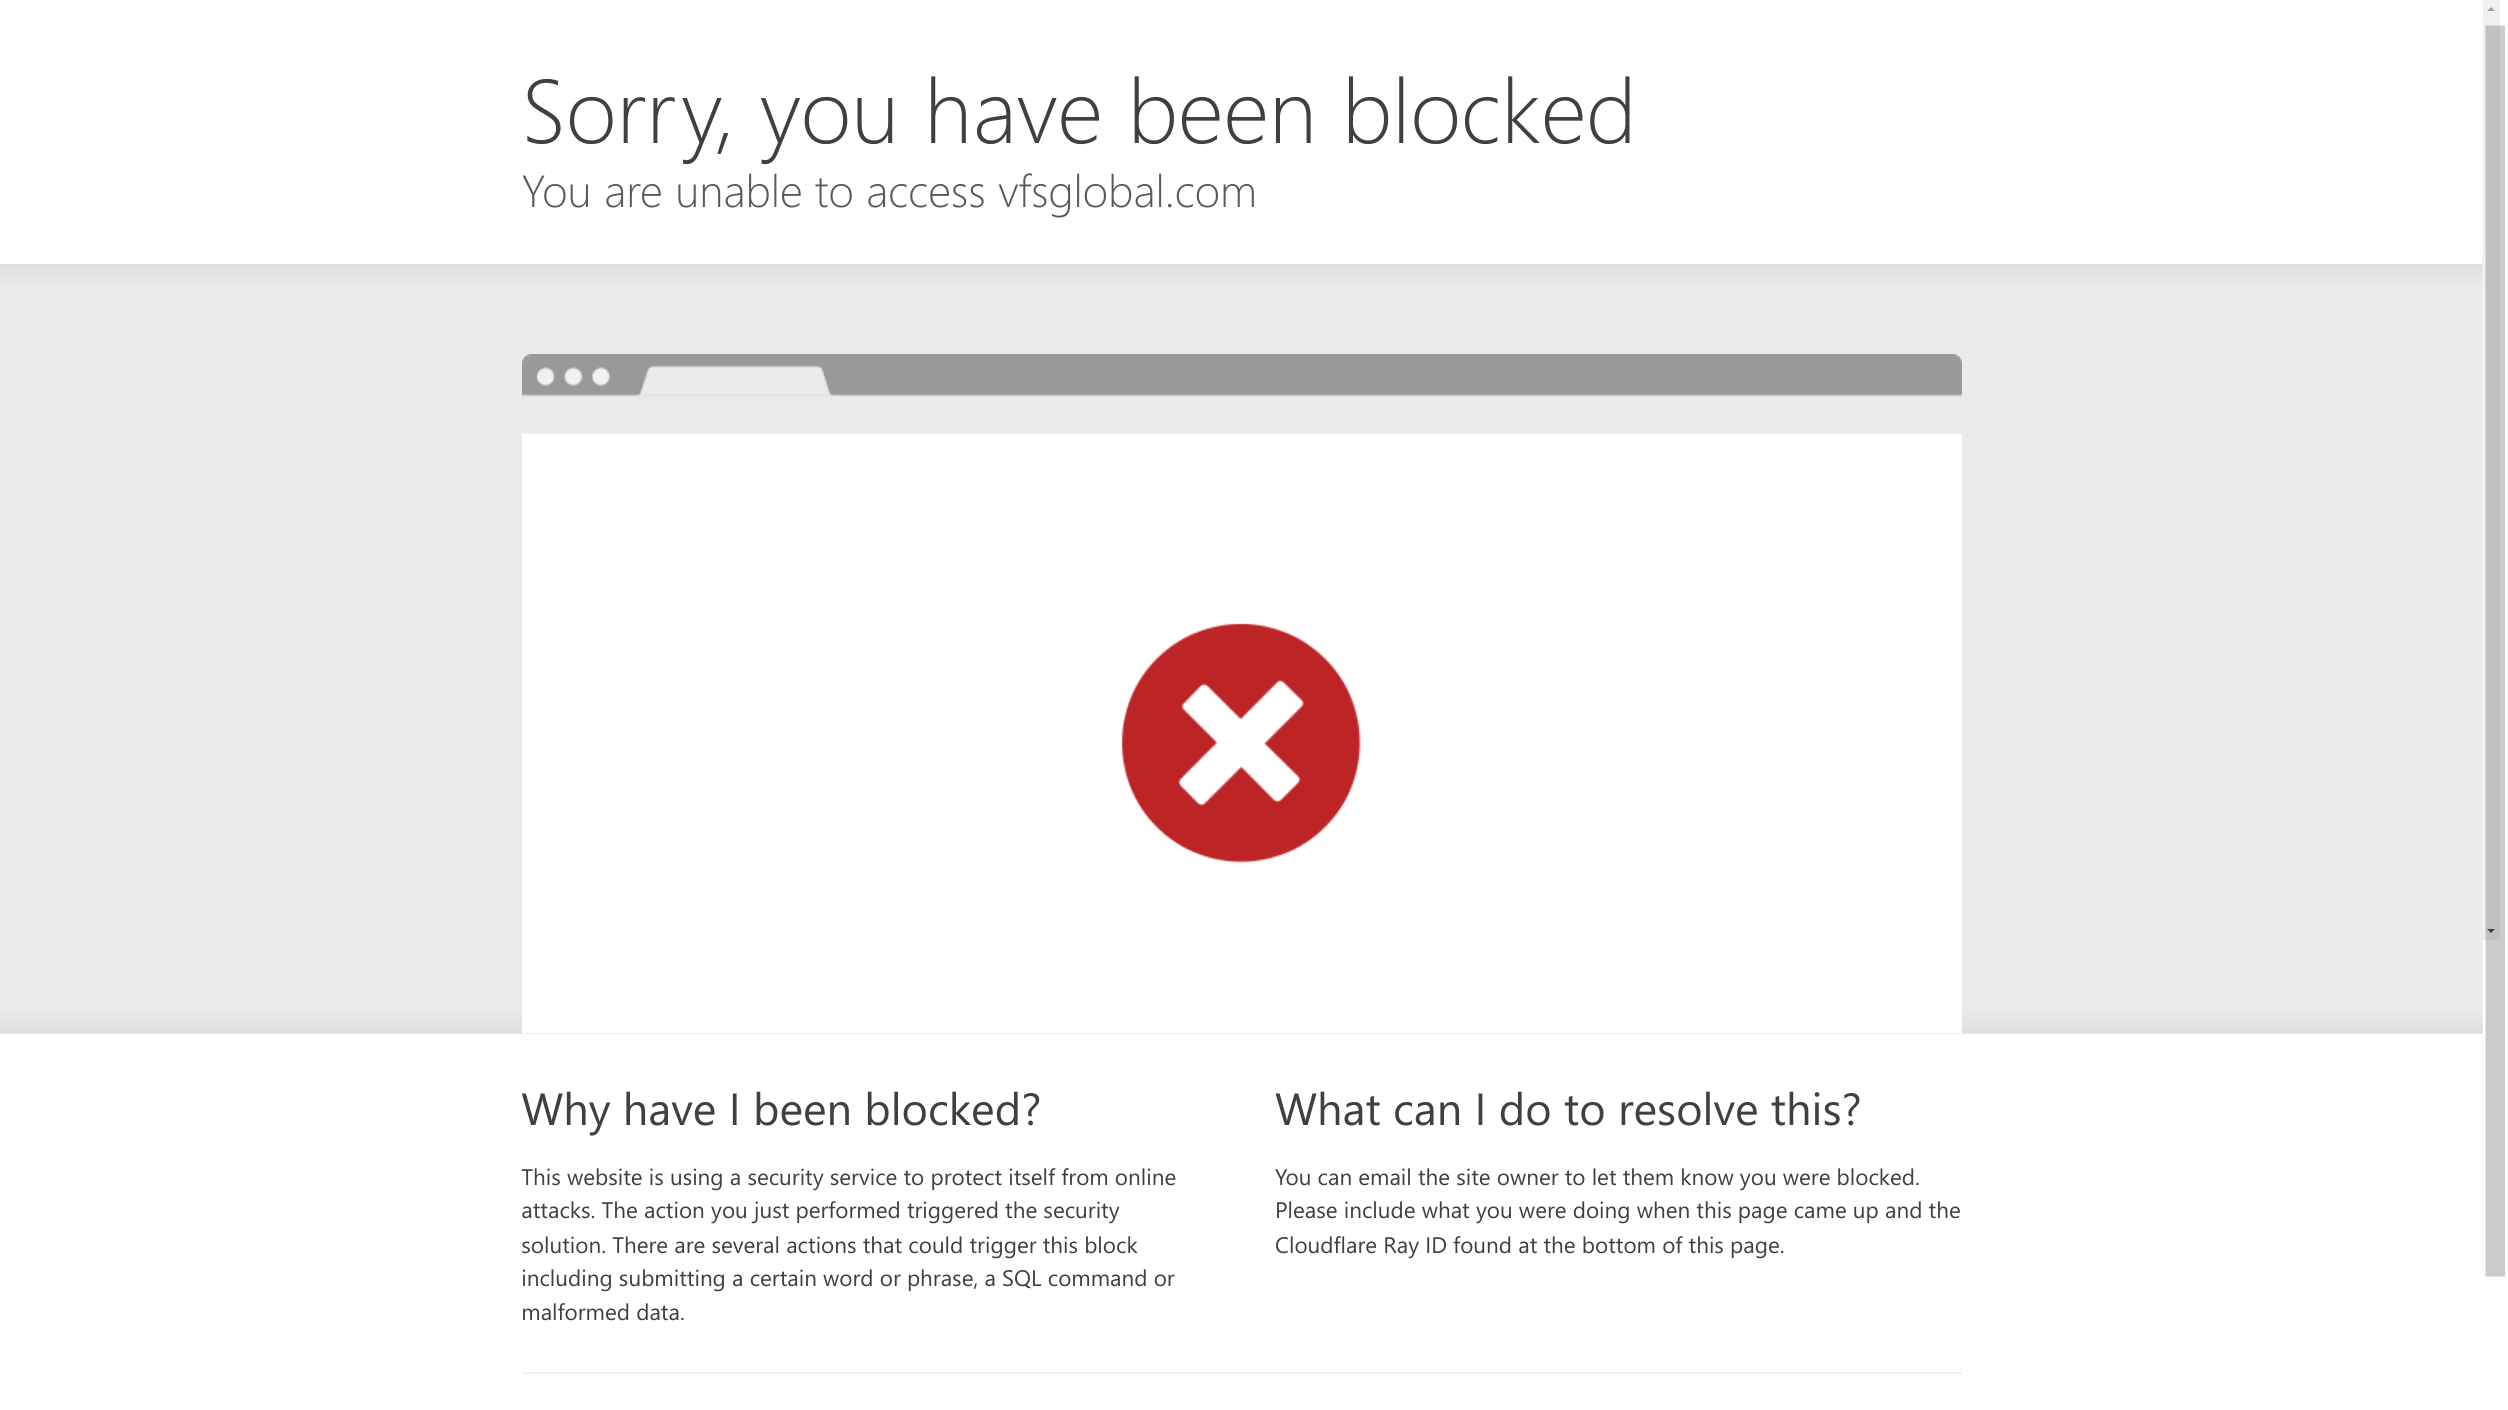 Sorry, you have been blocked
You are unable to access vfsglobal.com
Why have I been blocked?
This website is using a security service to protect itself from online
attacks. The action you just performed triggered the security
solution. There are several actions that could trigger this block
including submitting a certain word or phrase, a SQL command or
malformed data.
What can I do to resolve this?
You can email the site owner to let them know you were blocked.
Please include what you were doing when this page came up and the
Cloudflare Ray ID found at the bottom of this page.